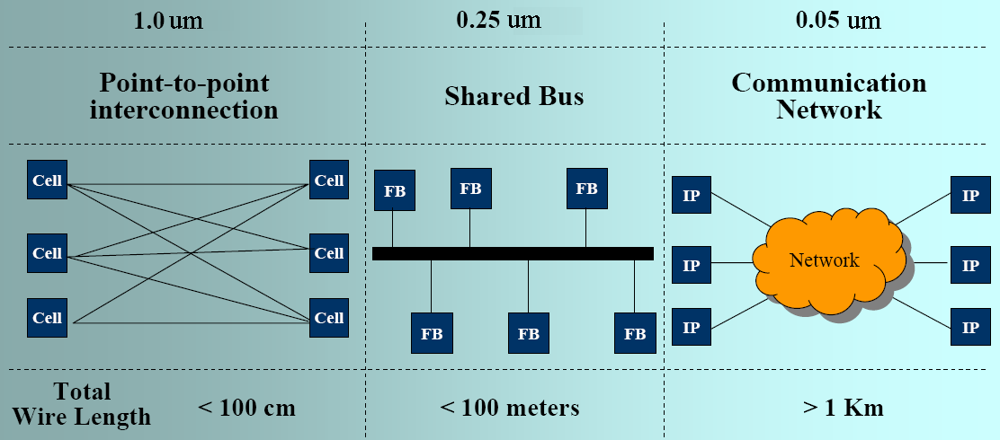 1.0 um
0.25 um
0.05 um
Point-to-point
interconnection
Shared Bus
Communication
Network
Cell
Cell
Cell
Cell
Cell
Cell
FB
FB
FB
FB
FB
FB
IP
IP
IP
Network
IP
IP
IP
Total
Wire Length
< 100 cm
< 100 meters
> 1 Km